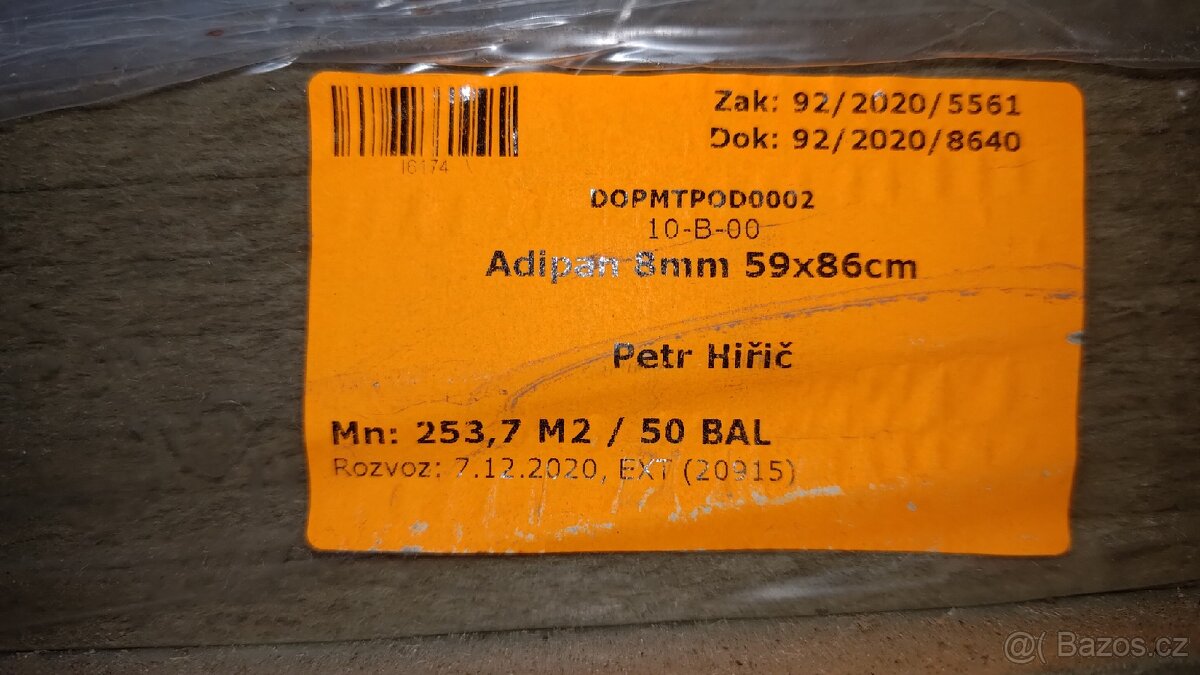 Zak: 92/2020/5561
Dok: 92/2020/8640
I6174
DOPMTPOD0002
10-B-00
Adipan 8mm 59x86cm
Petr Hiřič
Mn: 253,7 M2 / 50 BAL
Rozvoz: 7.12.2020, EXT (20915)
@( Bazos.cz